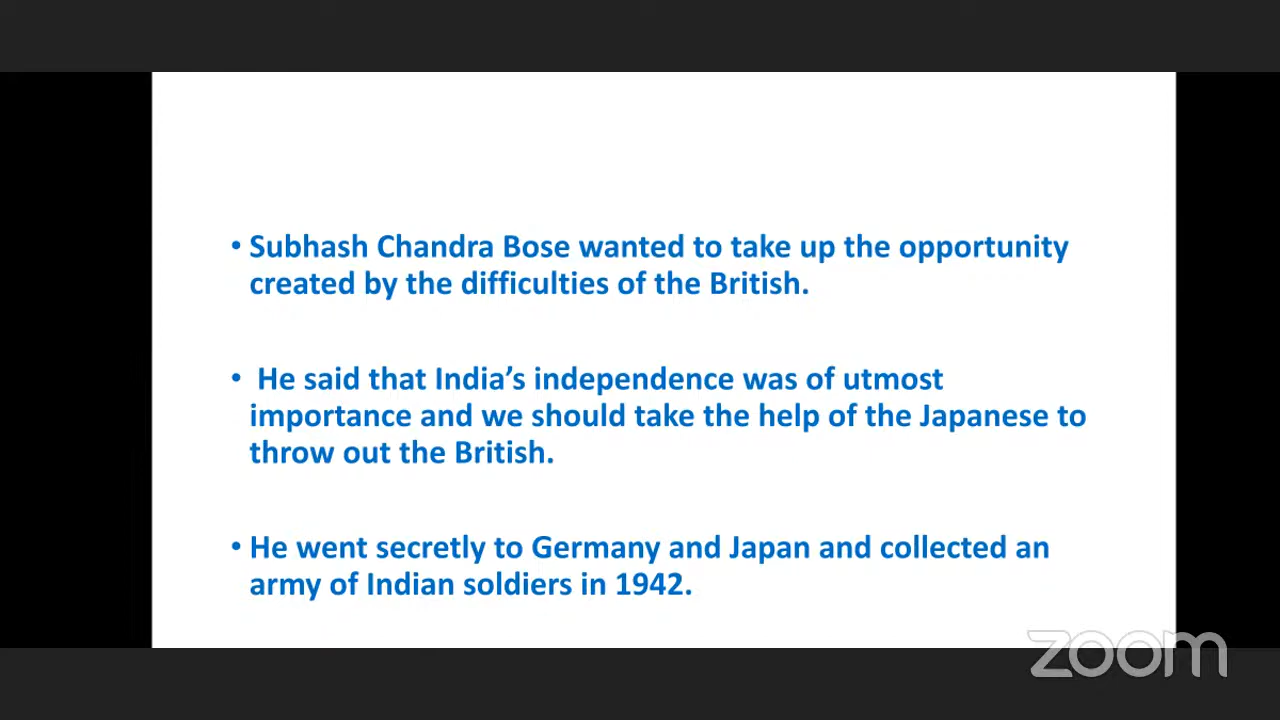 • Subhash Chandra Bose wanted to take up the opportunity
created by the difficulties of the British.
• He said that India’s independence was of utmost
importance and we should take the help of the Japanese to
throw out the British.
• He went secretly to Germany and Japan and collected an
army of Indian soldiers in 1942.
zoom